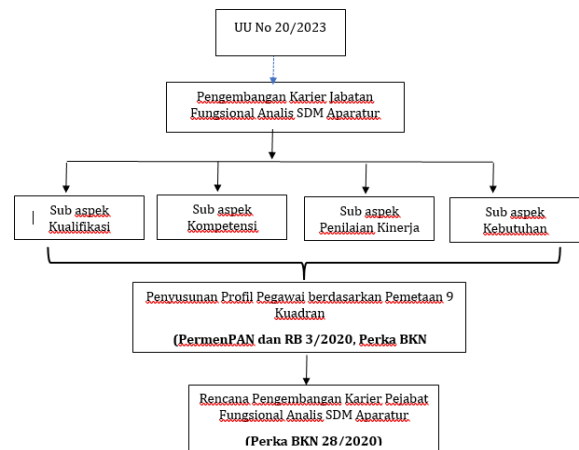 UU No 20/2023
Pengembangan Karier Jabatan
Fungsional Analis SDM Aparatur
Sub aspek
Kualifikasi
Sub aspek
Kompetensi
Sub aspek
Penilaian Kinerja
Sub aspek
Kebutuhan
Penyusunan Profil Pegawai berdasarkan Pemetaan 9
Kuadran
(PermenPAN dan RB 3/2020, Perka BKN
Rencana Pengembangan Karier Pejabat
Fungsional Analis SDM Aparatur
(Perka BKN 28/2020)